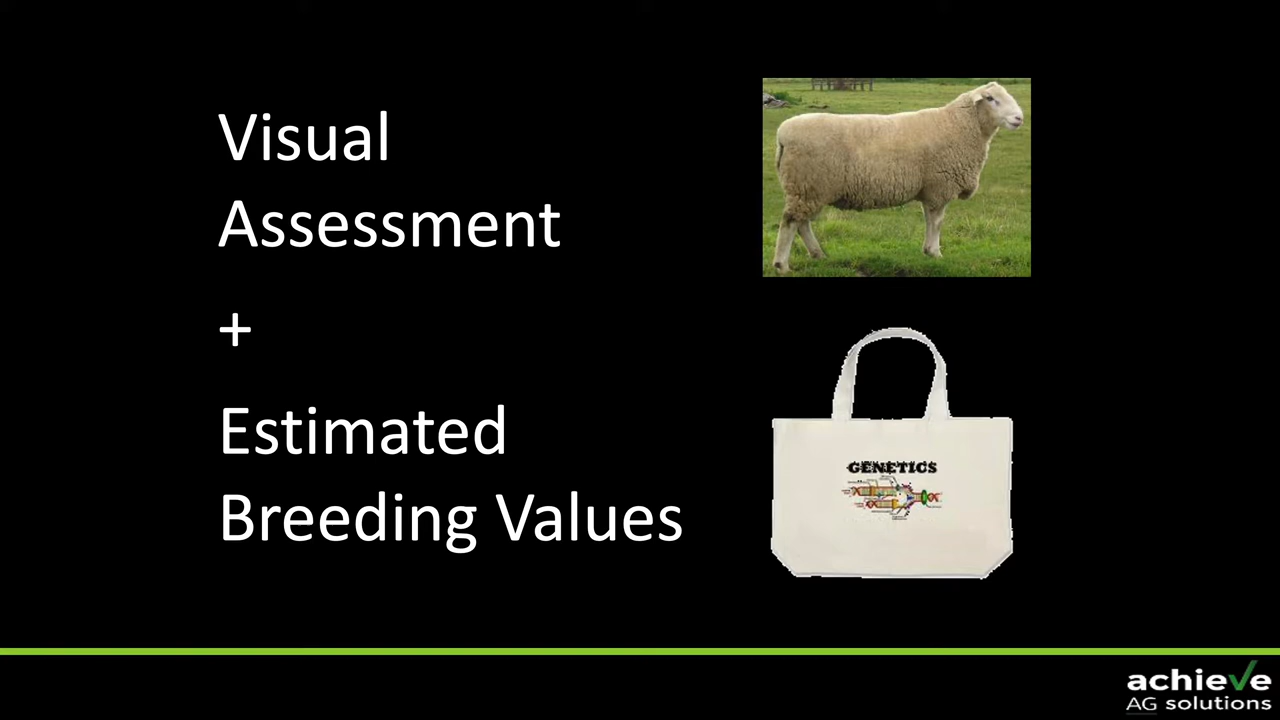 Visual
Assessment
+
Estimated
Breeding Values
GENETICS
achieve
AG solutions